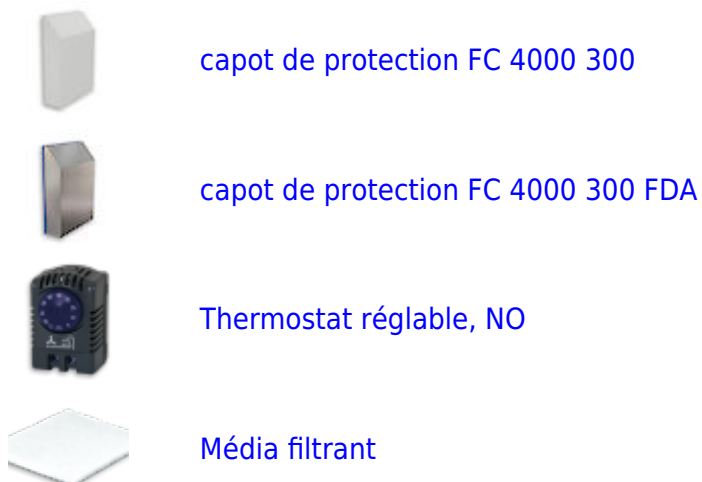 capot de protection FC 4000 300
capot de protection FC 4000 300 FDA
Thermostat réglable, NO
Média filtrant